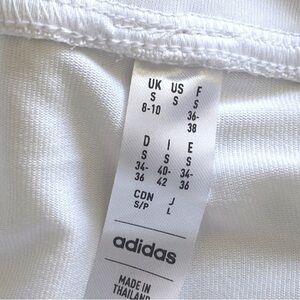 UK US F
S S S
8-10 36-
38
D I E
S S S
34- 40- 34-
36 42 36
CDN J
S/P L
adidas
MADE IN
THAILAND